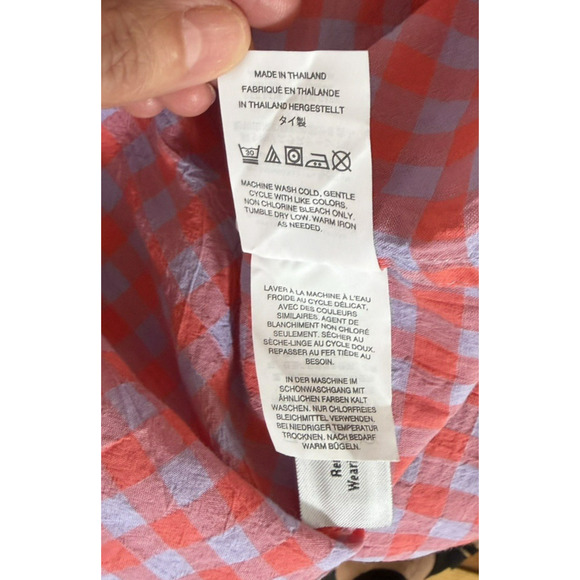 MADE IN THAILAND
FABRIQUÉ EN THAÏLANDE
IN THAILAND HERGESTELLT
タイ製
30
MACHINE WASH COLD, GENTLE
CYCLE WITH LIKE COLORS.
NON CHLORINE BLEACH ONLY.
TUMBLE DRY LOW. WARM IRON
AS NEEDED.
LAVER À LA MACHINE À L'EAU
FROIDE AU CYCLE DÉLICAT,
AVEC DES COULEURS
SIMILAIRES. AGENT DE
BLANCHIMENT NON CHLORÉ
SEULEMENT. SÉCHER AU
SÈCHE-LINGE AU CYCLE DOUX.
REPASSER AU FER TIÈDE AU
BESOIN.
IN DER MASCHINE IM
SCHONWASCHGANG MIT
ÄHNLICHEN FARBEN KALT
WASCHEN. NUR CHLORFREIES
BLEICHMITTEL VERWENDEN.
BEI NIEDRIGER TEMPERATUR
TROCKNEN. NACH BEDARF
WARM BÜGELN.